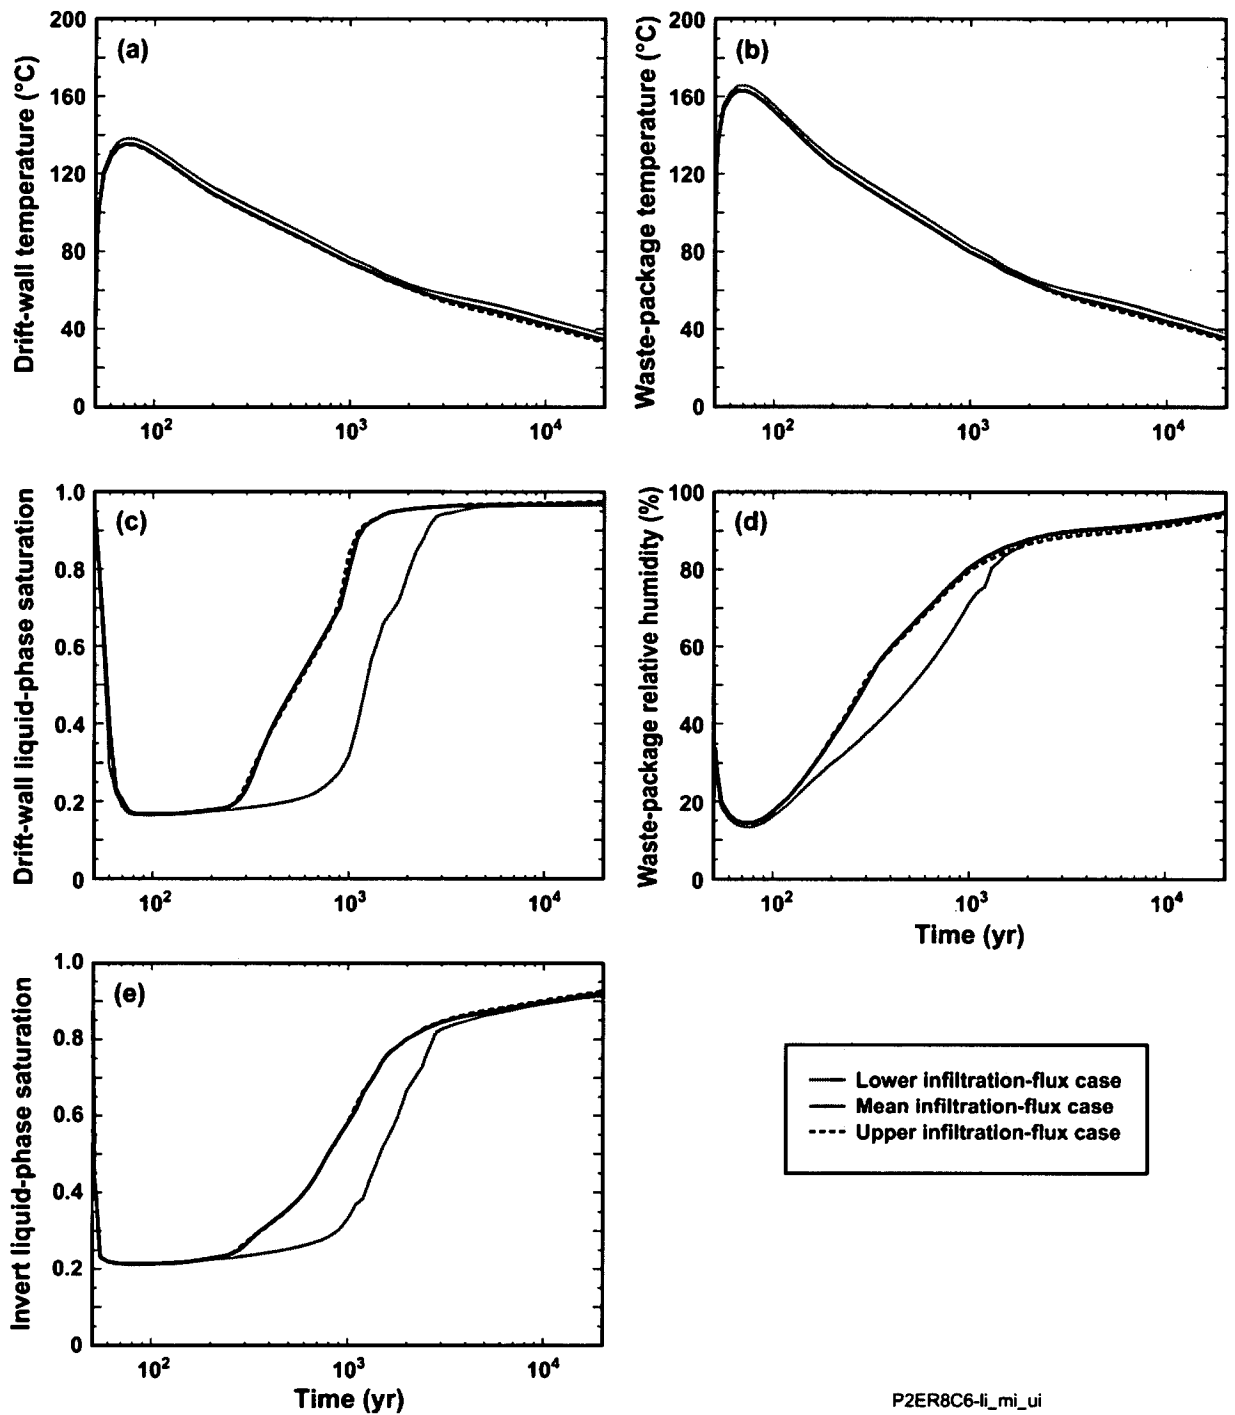 (a)
Drift-wall temperature (°C)
200
160
120
80
40
0
10²
10³
10⁴
(b)
Waste-package temperature (°C)
200
160
120
80
40
0
10²
10³
10⁴
(c)
Drift-wall liquid-phase saturation
1.0
0.8
0.6
0.4
0.2
0
10²
10³
10⁴
(d)
Waste-package relative humidity (%)
100
80
60
40
20
0
10²
10³
10⁴
Time (yr)
(e)
Invert liquid-phase saturation
1.0
0.8
0.6
0.4
0.2
0
10²
10³
10⁴
Time (yr)
Lower infiltration-flux case
Mean infiltration-flux case
Upper infiltration-flux case
P2ER8C6-li_mi_ui